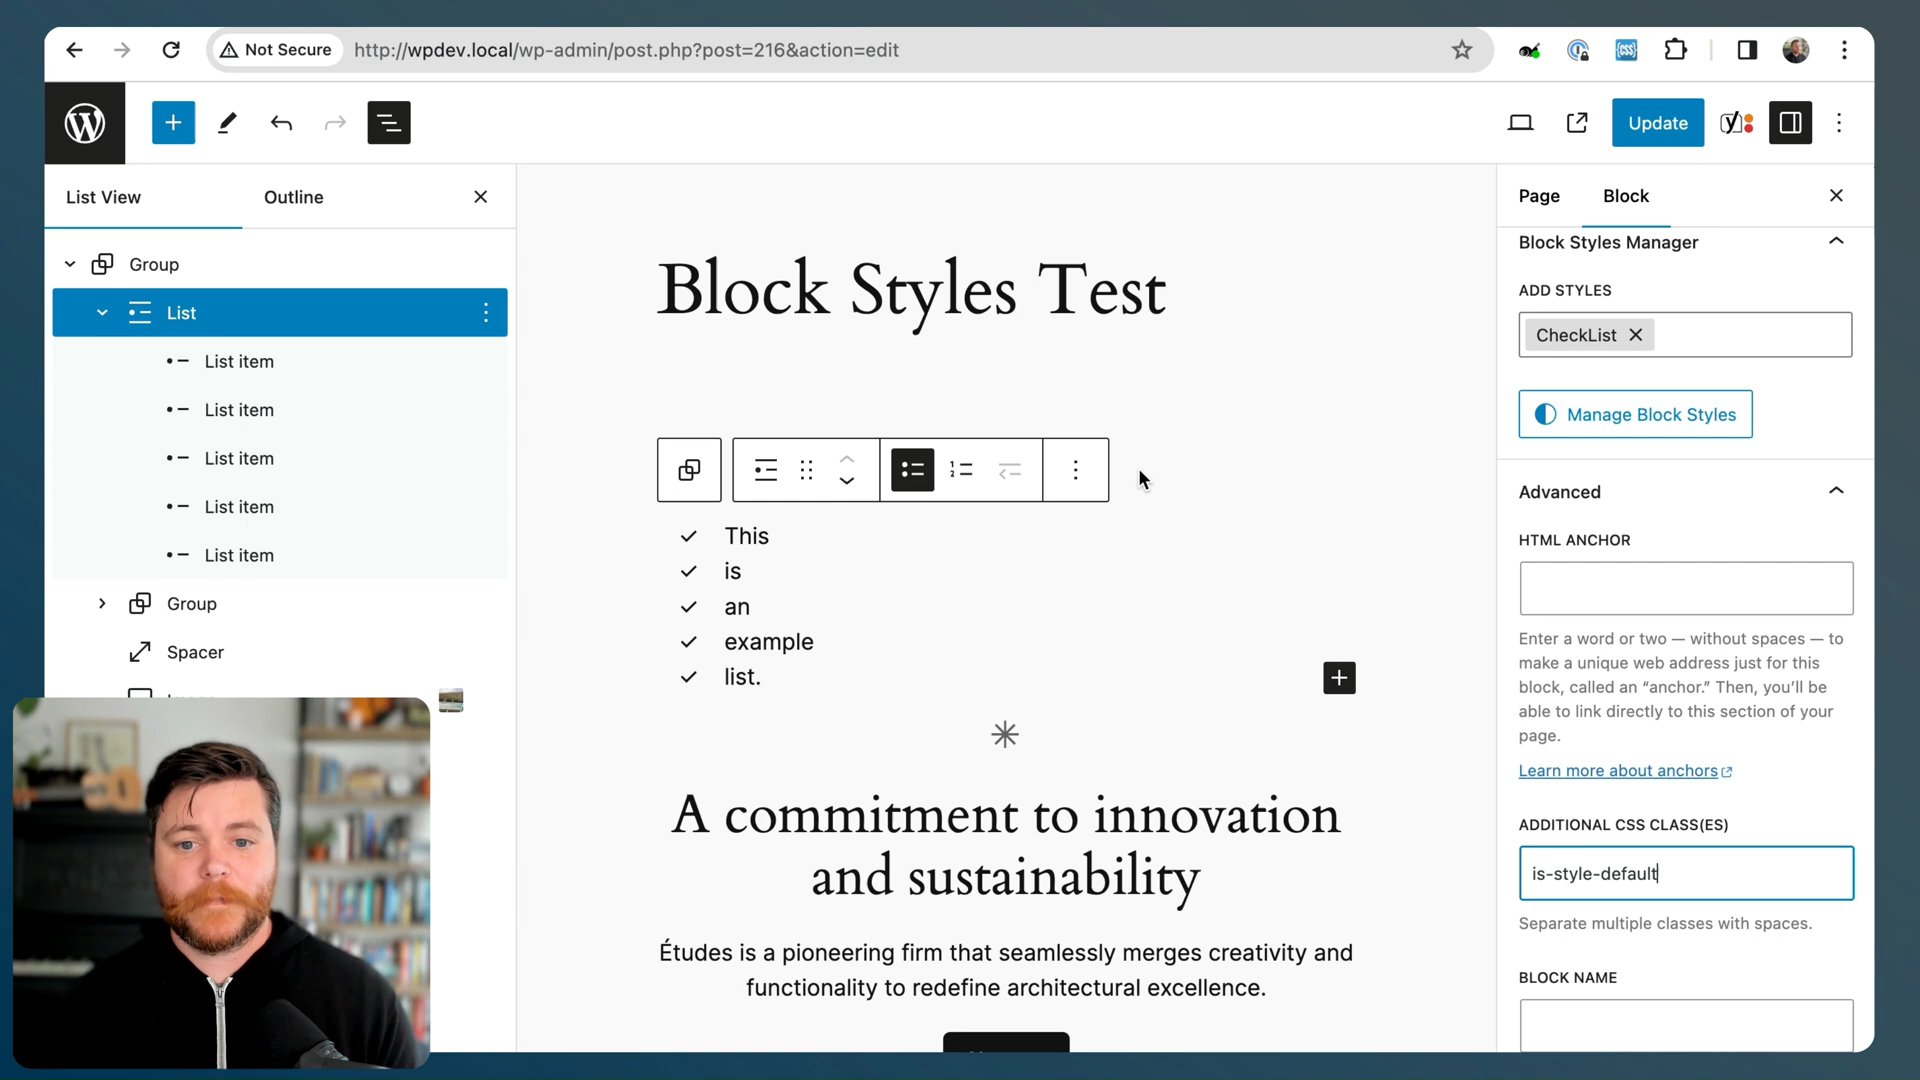 Not Secure
http://wpdev.local/wp-admin/post.php?post=216&action=edit
Update
List View
Outline
Group
List
List item
List item
List item
List item
List item
Group
Spacer
Block Styles Test
This
is
an
example
list.
A commitment to innovation
and sustainability
Études is a pioneering firm that seamlessly merges creativity and
functionality to redefine architectural excellence.
Page
Block
Block Styles Manager
ADD STYLES
CheckList
Manage Block Styles
Advanced
HTML ANCHOR
Enter a word or two — without spaces — to
make a unique web address just for this
block, called an “anchor.” Then, you’ll be
able to link directly to this section of your
page.
Learn more about anchors
ADDITIONAL CSS CLASS(ES)
is-style-default
Separate multiple classes with spaces.
BLOCK NAME